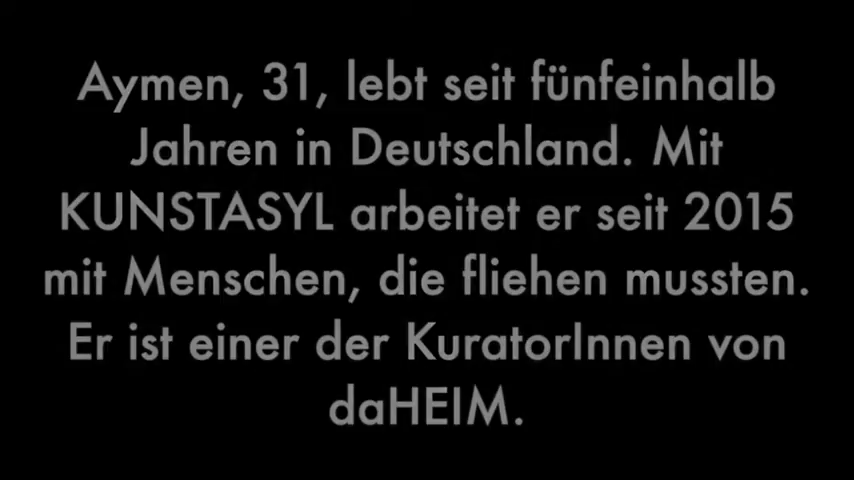 Aymen, 31, lebt seit fünfeinhalb
Jahren in Deutschland. Mit
KUNSTASYL arbeitet er seit 2015
mit Menschen, die fliehen mussten.
Er ist einer der KuratorInnen von
daHEIM.